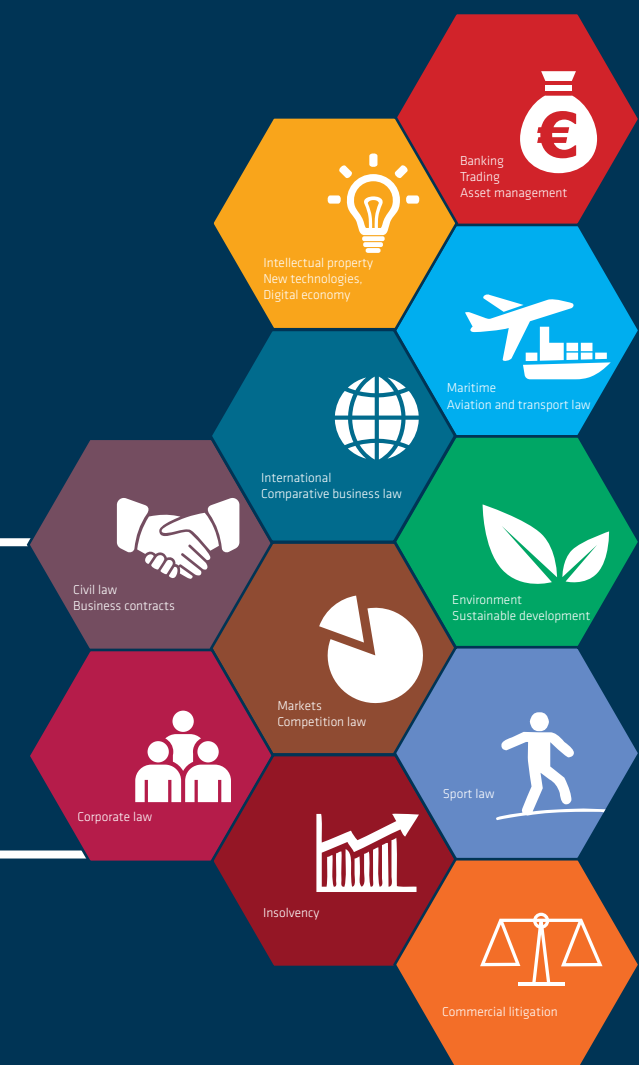 Banking
Trading
Asset management
Intellectual property
New technologies,
Digital economy
Maritime
Aviation and transport law
International
Comparative business law
Civil law
Business contracts
Environment
Sustainable development
Markets
Competition law
Sport law
Corporate law
Insolvency
Commercial litigation